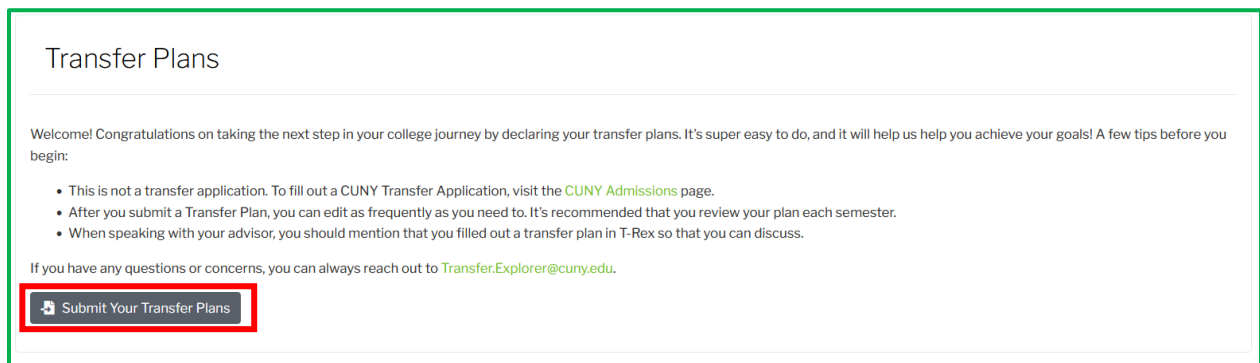 Transfer Plans
Welcome! Congratulations on taking the next step in your college journey by declaring your transfer plans. It's super easy to do, and it will help us help you achieve your goals! A few tips before you
begin:
• This is not a transfer application. To fill out a CUNY Transfer Application, visit the CUNY Admissions page.
• After you submit a Transfer Plan, you can edit as frequently as you need to. It's recommended that you review your plan each semester.
• When speaking with your advisor, you should mention that you filled out a transfer plan in T-Rex so that you can discuss.
If you have any questions or concerns, you can always reach out to Transfer.Explorer@cuny.edu.
Submit Your Transfer Plans